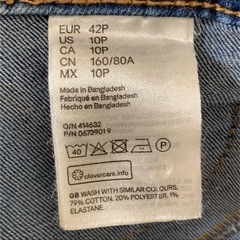 EUR 42P
US 10P
CA 10P
CN 160/80A
MX 10P
Made in Bangladesh
Fabriqué en Bangladesh
Hecho en Bangladesh
O/N 414632
P/N 06739019
40 P
clevercare.info
GB WASH WITH SIMILAR COLOURS.
79% COTTON. 20% POLYESTER. 1%
ELASTANE.